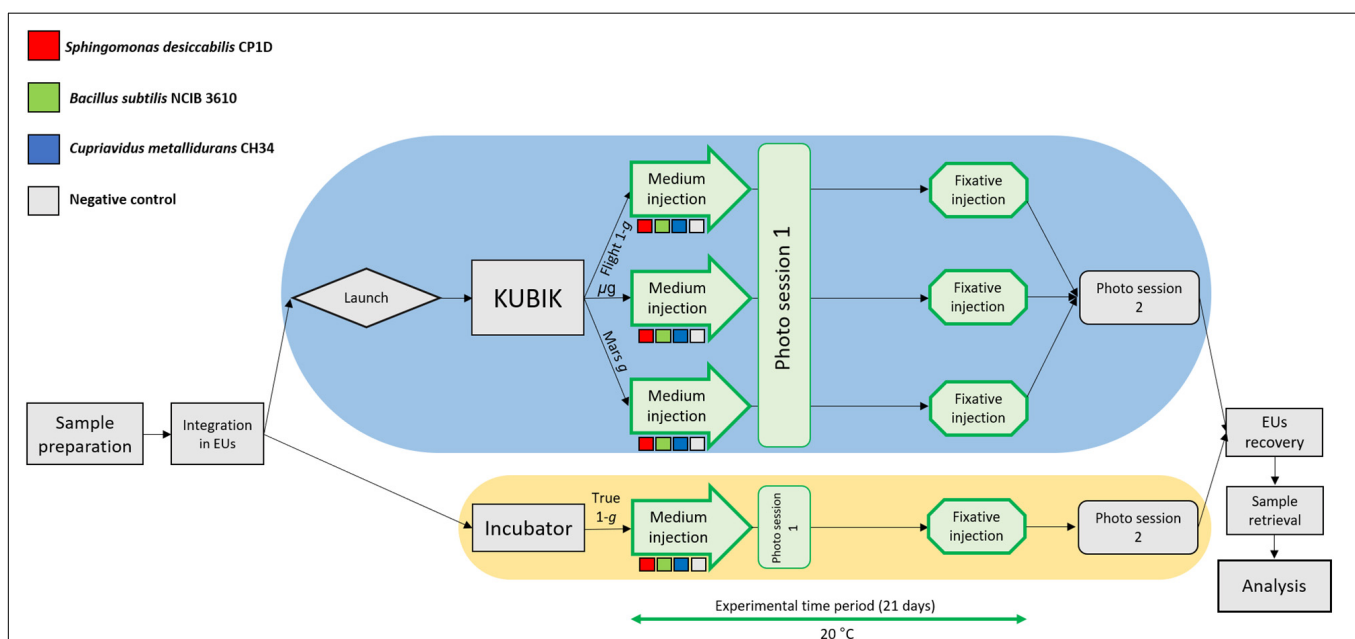 Sphingomonas desiccabilis CP1D
Bacillus subtilis NCIB 3610
Cupriavidus metallidurans CH34
Negative control
Sample
preparation
Integration
in EUs
Launch
KUBIK
Flight 1-g
µg
Mars g
Medium
injection
Medium
injection
Medium
injection
Photo session 1
Fixative
injection
Fixative
injection
Fixative
injection
Photo session
2
Incubator
True
1-g
Medium
injection
Photo session
1
Fixative
injection
Photo session
2
EUs
recovery
Sample
retrieval
Analysis
Experimental time period (21 days)
20 °C